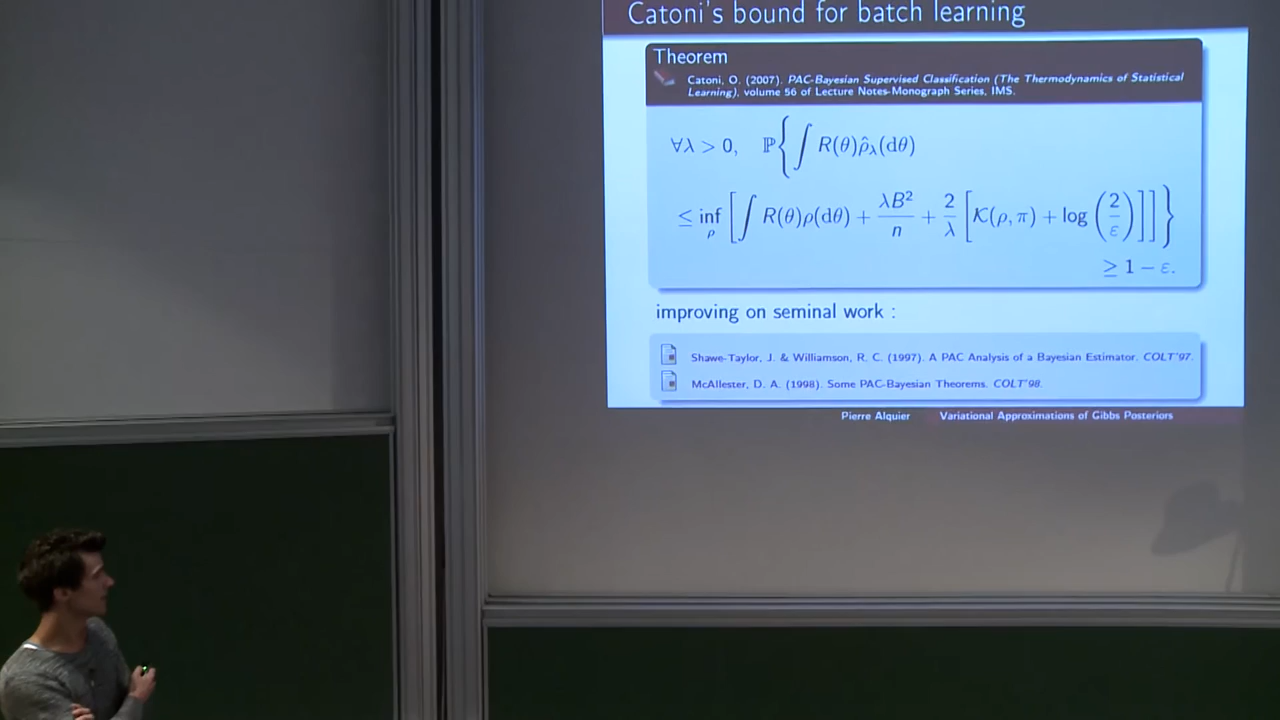 Catoni's bound for batch learning
Theorem
Catoni, O. (2007). PAC-Bayesian Supervised Classification (The Thermodynamics of Statistical
Learning), volume 56 of Lecture Notes-Monograph Series, IMS.
∀λ > 0, ℙ{ ∫ R(θ)ρ̂_λ(dθ)
≤ inf_ρ [ ∫ R(θ)ρ(dθ) + λB²/n + 2/λ [ 𝒦(ρ, π) + log (2/ε) ] ] }
≥ 1 − ε.
improving on seminal work :
Shawe-Taylor, J. & Williamson, R. C. (1997). A PAC Analysis of a Bayesian Estimator. COLT'97.
McAllester, D. A. (1998). Some PAC-Bayesian Theorems. COLT'98.
Pierre Alquier Variational Approximations of Gibbs Posteriors